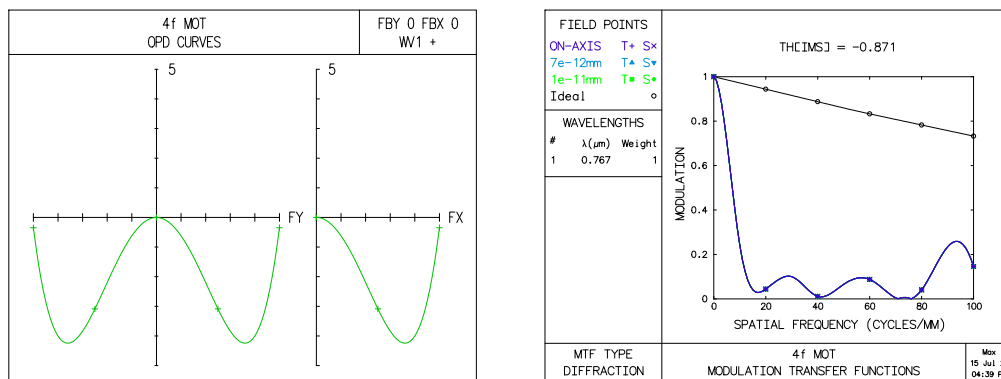 4f MOT
OPD CURVES
FBY 0 FBX 0
WV1 +
5
5
FY
FX
FIELD POINTS
ON-AXIS T+ S×
7e-12mm T▲ S▼
1e-11mm T■ S◆
Ideal ○
WAVELENGTHS
# λ(μm) Weight
1 0.767 1
TH[IMS] = -0.871
1
0.8
0.6
0.4
0.2
0
MODULATION
0 20 40 60 80 100
SPATIAL FREQUENCY (CYCLES/MM)
MTF TYPE
DIFFRACTION
4f MOT
MODULATION TRANSFER FUNCTIONS
Max
15 Jul
04:39